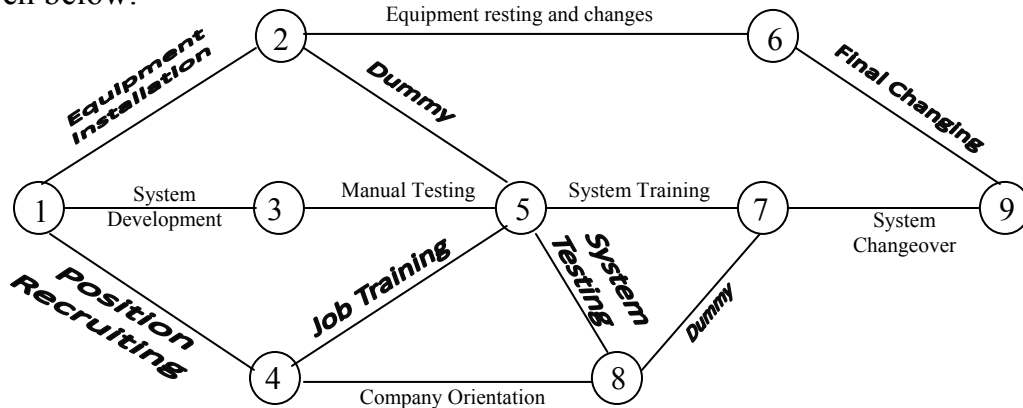 Equipment resting and changes
2
6
Equipment
Installation
Dummy
Final Changing
1
System
Development
3
Manual Testing
5
System Training
7
System
Changeover
9
Position
Recruiting
Job Training
System
Testing
Dummy
4
Company Orientation
8